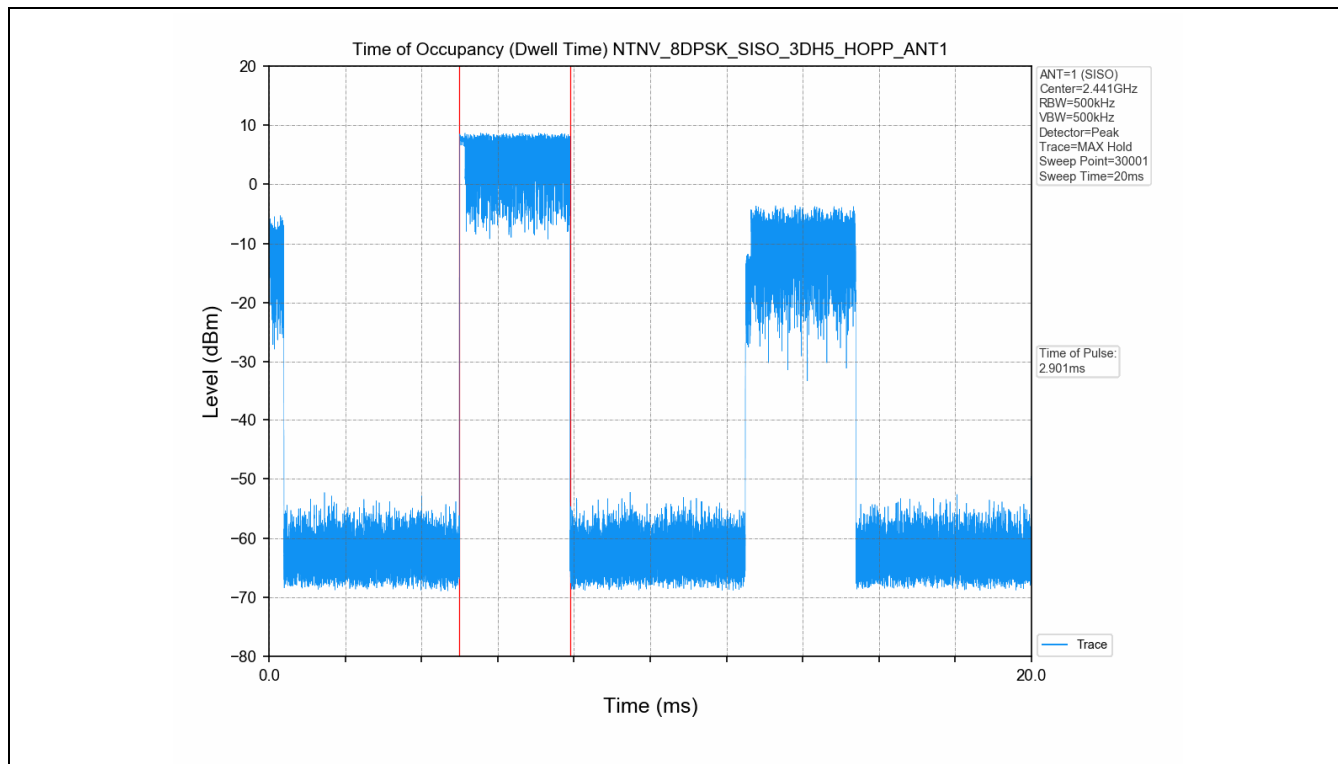 Time of Occupancy (Dwell Time) NTNV_8DPSK_SISO_3DH5_HOPP_ANT1
20
10
0
−10
−20
−30
−40
−50
−60
−70
−80
Level (dBm)
0.0
20.0
Time (ms)
ANT=1 (SISO)
Center=2.441GHz
RBW=500kHz
VBW=500kHz
Detector=Peak
Trace=MAX Hold
Sweep Point=30001
Sweep Time=20ms
Time of Pulse:
2.901ms
Trace